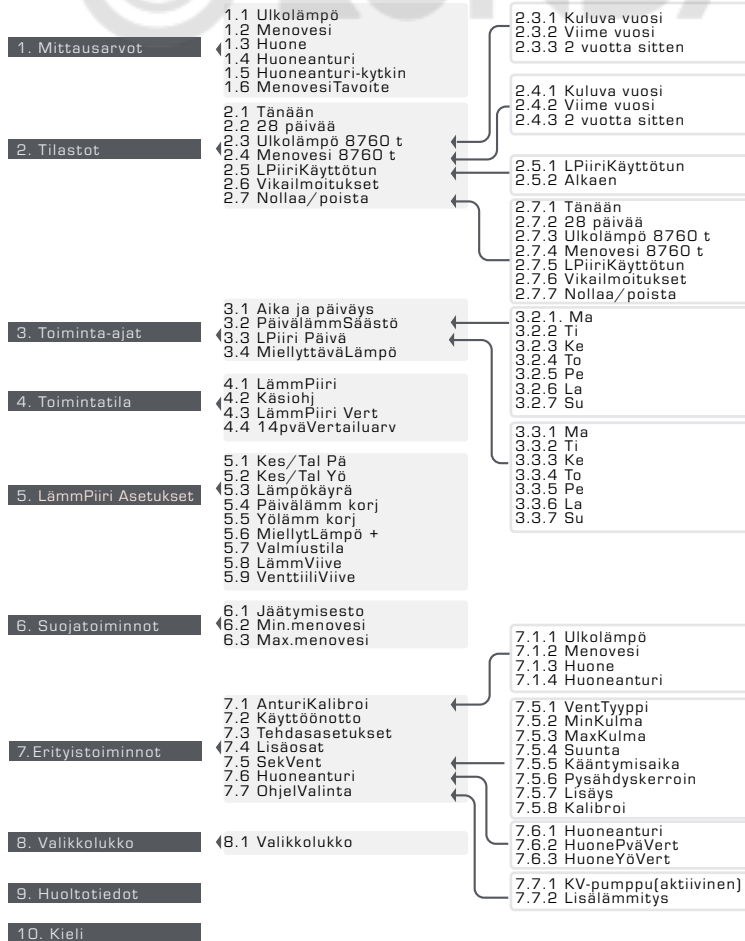 1. Mittausarvot
1.1 Ulkolämpö
1.2 Menovesi
1.3 Huone
1.4 Huoneanturi
1.5 Huoneanturi-kytkin
1.6 MenovesiTavoite
2. Tilastot
2.1 Tänään
2.2 28 päivää
2.3 Ulkolämpö 8760 t
2.4 Menovesi 8760 t
2.5 LPiiriKäyttötun
2.6 Vikailmoitukset
2.7 Nollaa/poista
2.3.1 Kuluva vuosi
2.3.2 Viime vuosi
2.3.3 2 vuotta sitten
2.4.1 Kuluva vuosi
2.4.2 Viime vuosi
2.4.3 2 vuotta sitten
2.5.1 LPiiriKäyttötun
2.5.2 Alkaen
2.7.1 Tänään
2.7.2 28 päivää
2.7.3 Ulkolämpö 8760 t
2.7.4 Menovesi 8760 t
2.7.5 LPiiriKäyttötun
2.7.6 Vikailmoitukset
2.7.7 Nollaa/poista
3. Toiminta-ajat
3.1 Aika ja päiväys
3.2 PäivälämmSäästö
3.3 LPiiri Päivä
3.4 MiellyttäväLämpö
3.2.1. Ma
3.2.2 Ti
3.2.3 Ke
3.2.4 To
3.2.5 Pe
3.2.6 La
3.2.7 Su
3.3.1 Ma
3.3.2 Ti
3.3.3 Ke
3.3.4 To
3.3.5 Pe
3.3.6 La
3.3.7 Su
4. Toimintatila
4.1 LämmPiiri
4.2 Käsiohj
4.3 LämmPiiri Vert
4.4 14pväVertailuarv
5. LämmPiiri Asetukset
5.1 Kes/Tal Pä
5.2 Kes/Tal Yö
5.3 Lämpökäyrä
5.4 Päivälämm korj
5.5 Yölämm korj
5.6 MiellytLämpö +
5.7 Valmiustila
5.8 LämmViive
5.9 VenttiiliViive
6. Suojatoiminnot
6.1 Jäätymisesto
6.2 Min.menovesi
6.3 Max.menovesi
7.Erityistoiminnot
7.1 AnturiKalibroi
7.2 Käyttöönotto
7.3 Tehdasasetukset
7.4 Lisäosat
7.5 SekVent
7.6 Huoneanturi
7.7 OhjelValinta
7.1.1 Ulkolämpö
7.1.2 Menovesi
7.1.3 Huone
7.1.4 Huoneanturi
7.5.1 VentTyyppi
7.5.2 MinKulma
7.5.3 MaxKulma
7.5.4 Suunta
7.5.5 Kääntymisaika
7.5.6 Pysähdyskerroin
7.5.7 Lisäys
7.5.8 Kalibroi
7.6.1 Huoneanturi
7.6.2 HuonePväVert
7.6.3 HuoneYöVert
7.7.1 KV-pumppu(aktiivinen)
7.7.2 Lisälämmitys
8. Valikkolukko
8.1 Valikkolukko
9. Huoltotiedot
10. Kieli